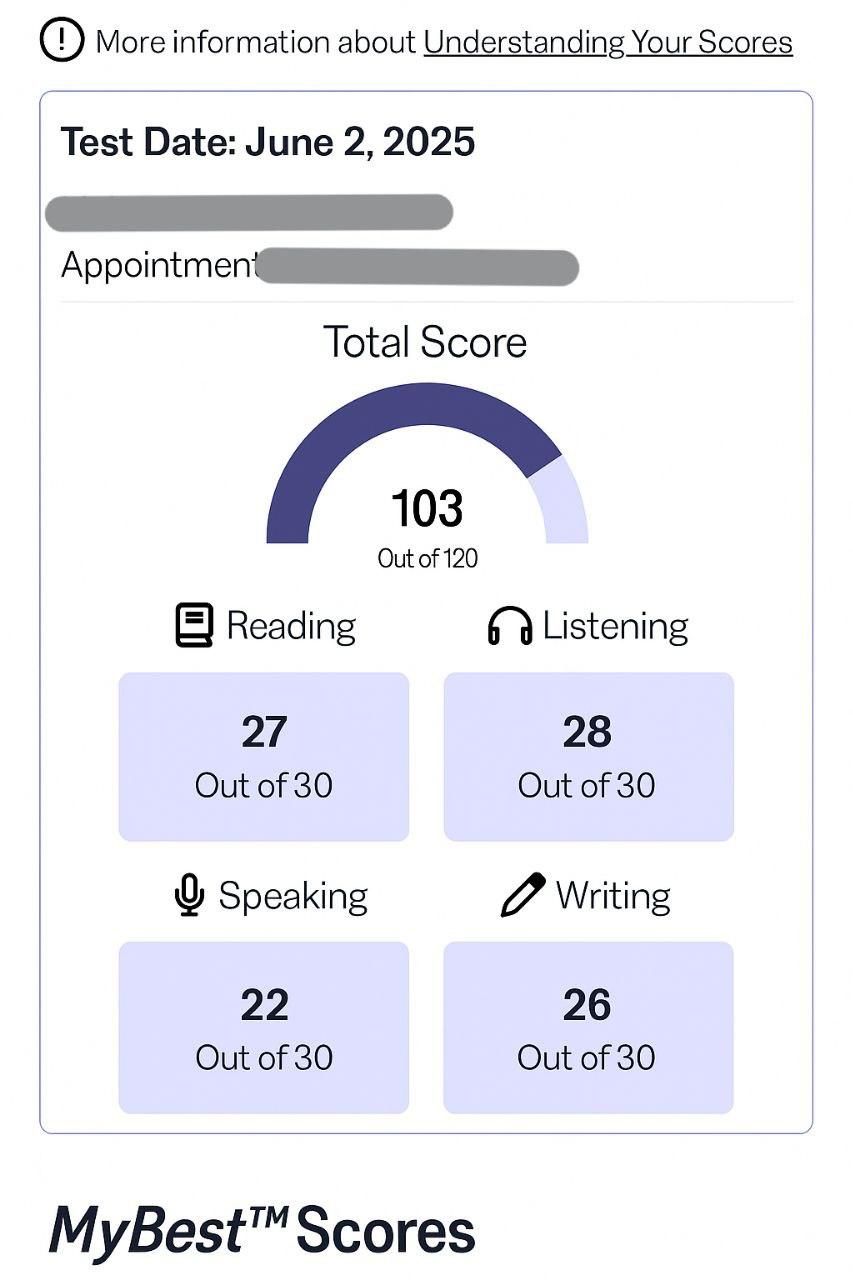 More information about Understanding Your Scores
Test Date: June 2, 2025
Appointment
Total Score
103
Out of 120
Reading
Listening
27
28
Out of 30
Out of 30
Speaking
Writing
22
26
Out of 30
Out of 30
MyBest™ Scores